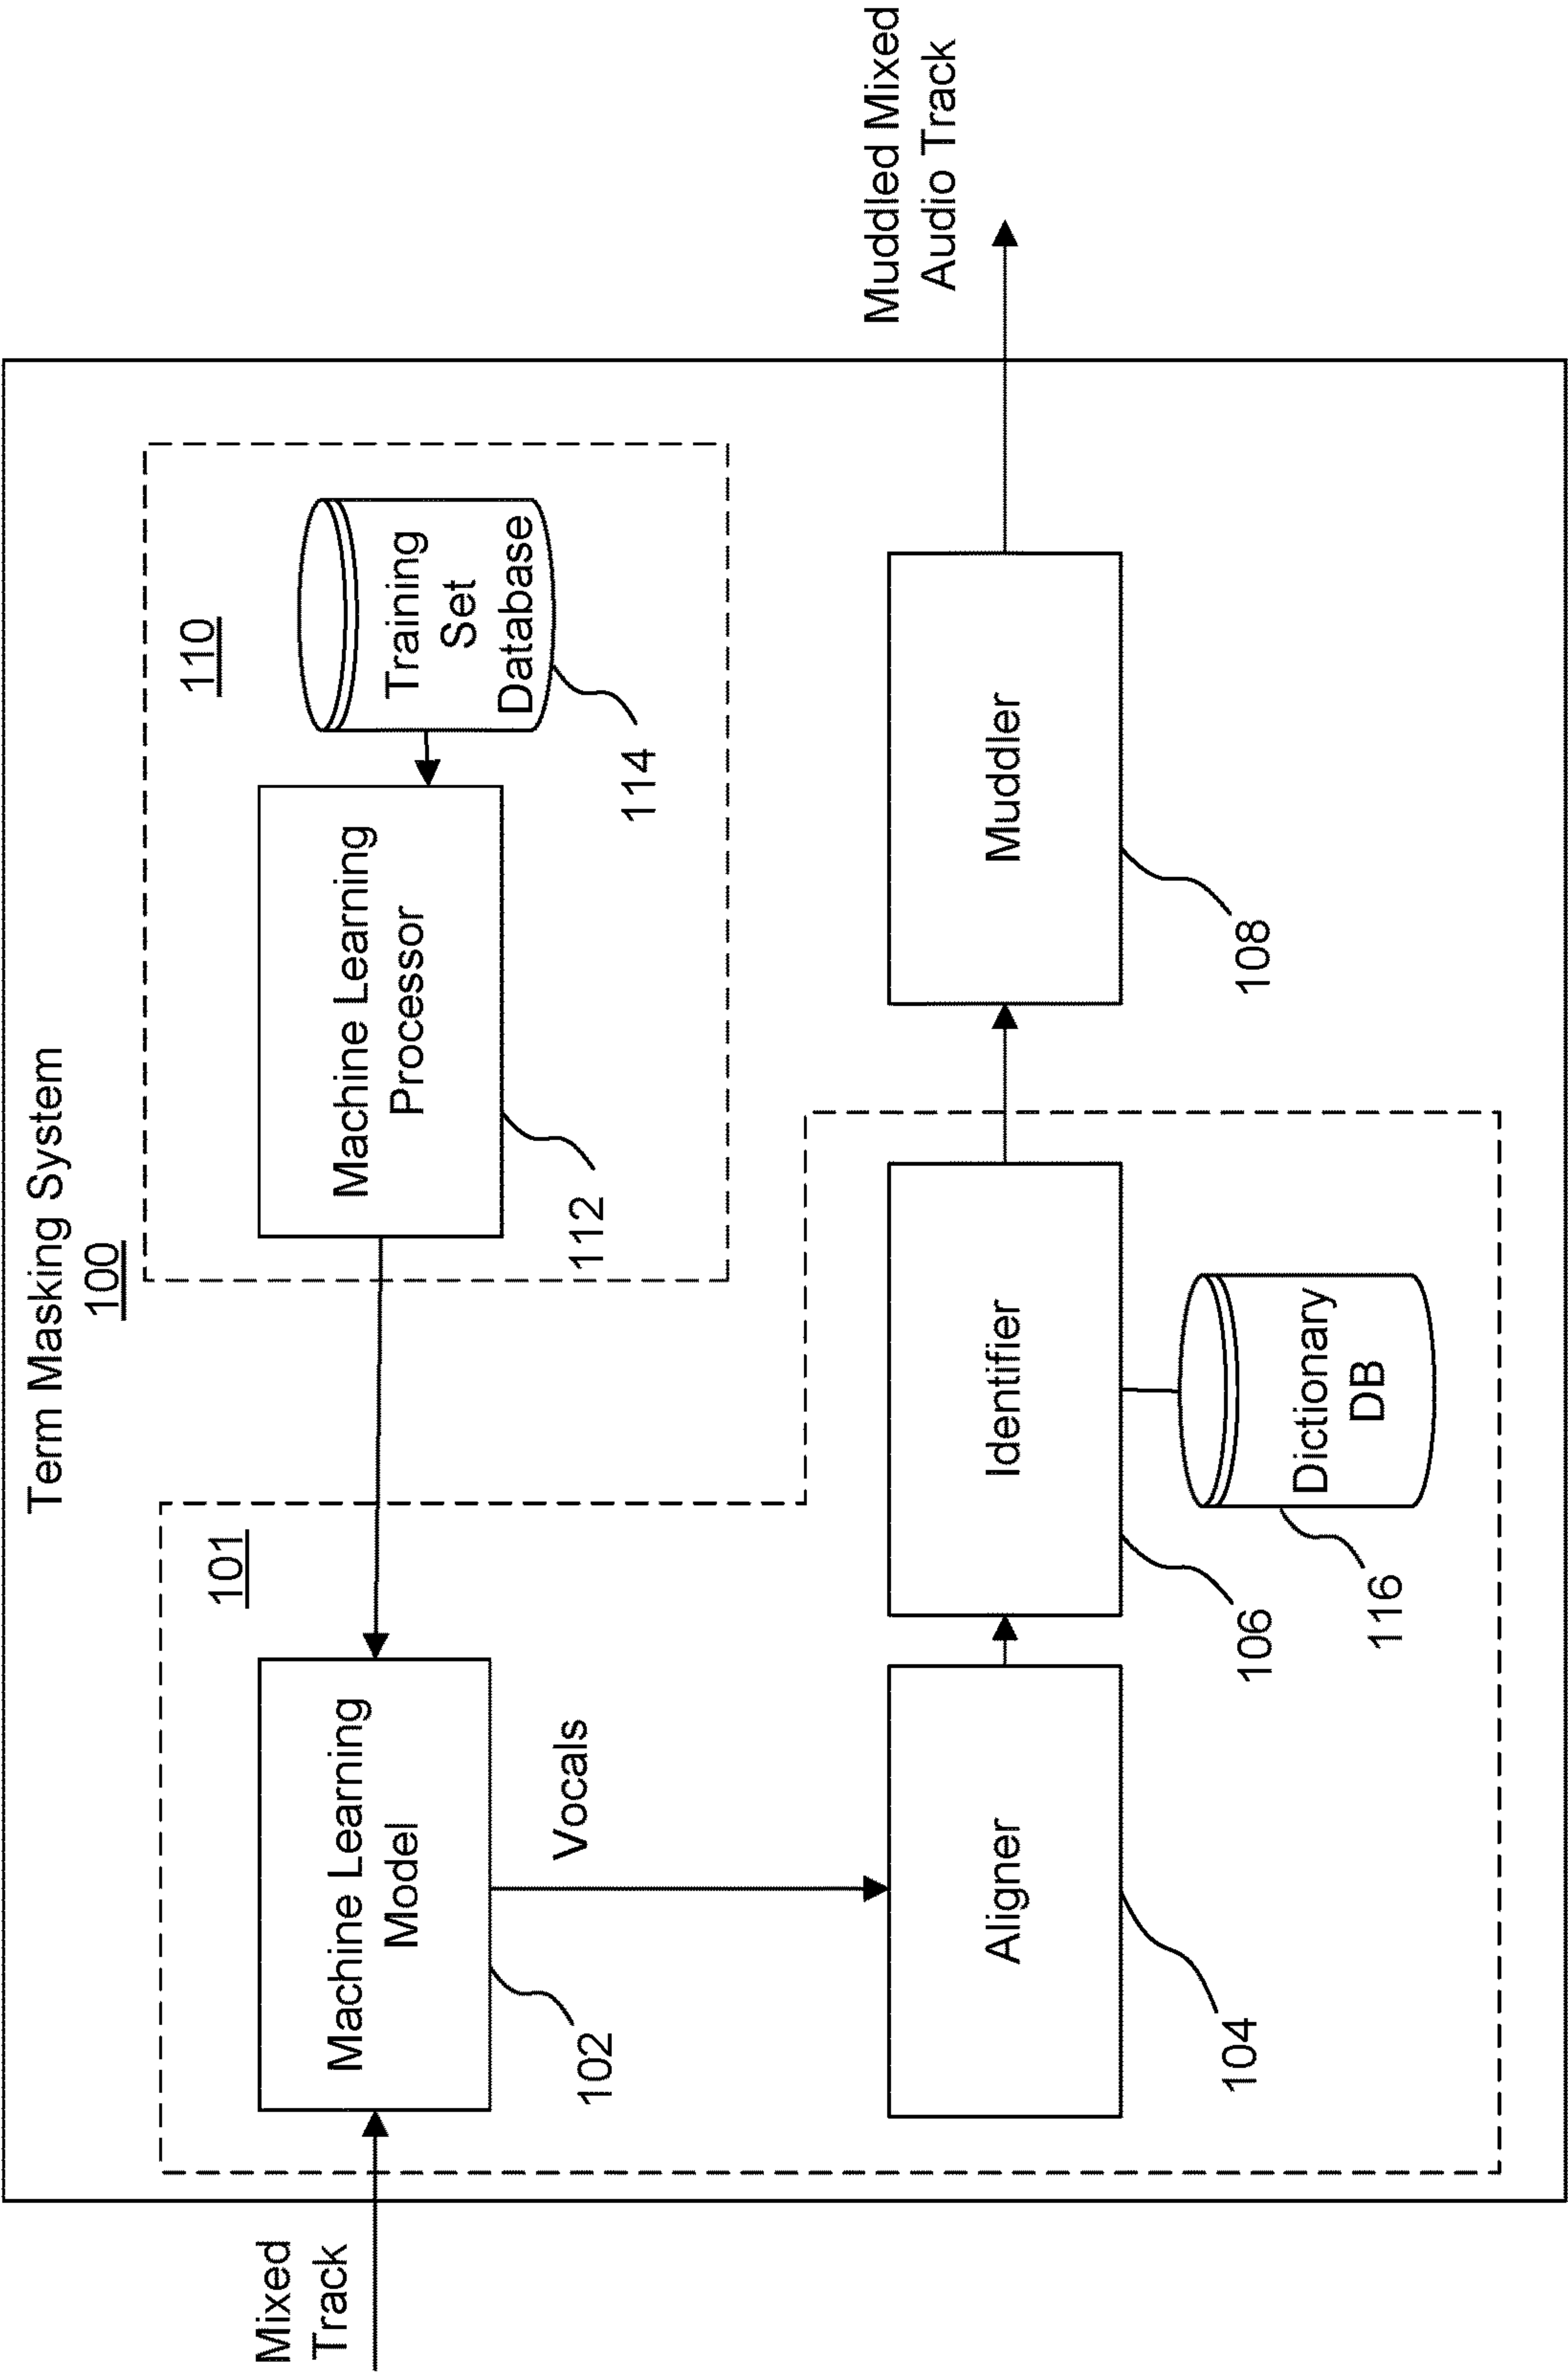 Term Masking System
100
110
Training
Set
Database
114
Machine Learning
Processor
112
101
Mixed
Track
Machine Learning
Model
102
Vocals
Aligner
104
Identifier
106
Dictionary
DB
116
Muddler
108
Muddled Mixed
Audio Track